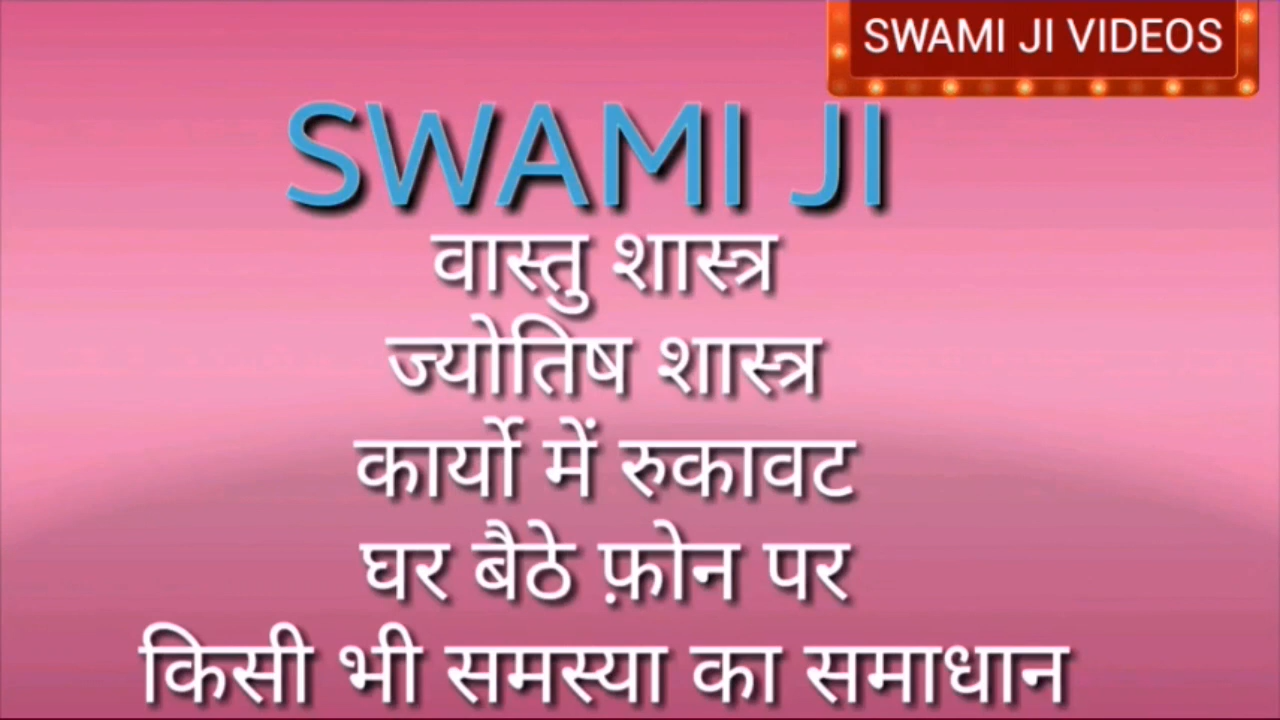 SWAMI JI VIDEOS
SWAMI JI
वास्तु शास्त्र
ज्योतिष शास्त्र
कार्यो में रुकावट
घर बैठे फ़ोन पर
किसी भी समस्या का समाधान